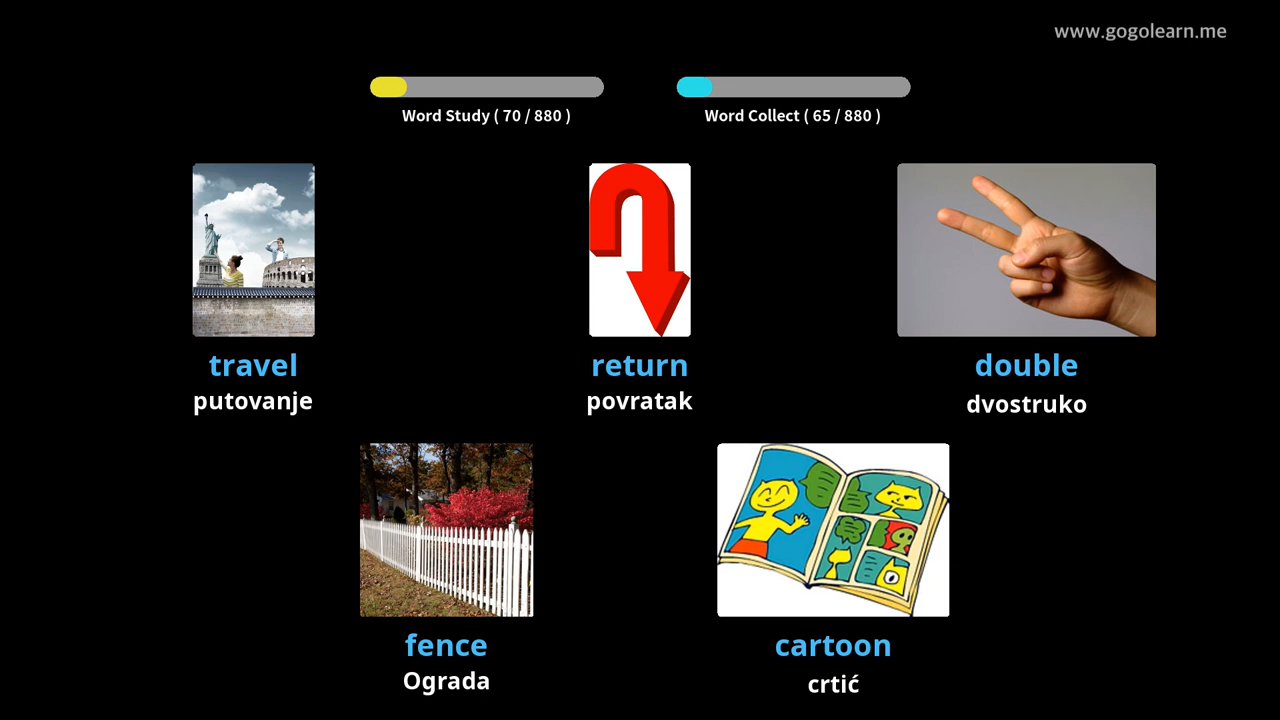 www.gogolearn.me
Word Study ( 70 / 880 )
Word Collect ( 65 / 880 )
travel
putovanje
return
povratak
double
dvostruko
fence
Ograda
cartoon
crtić